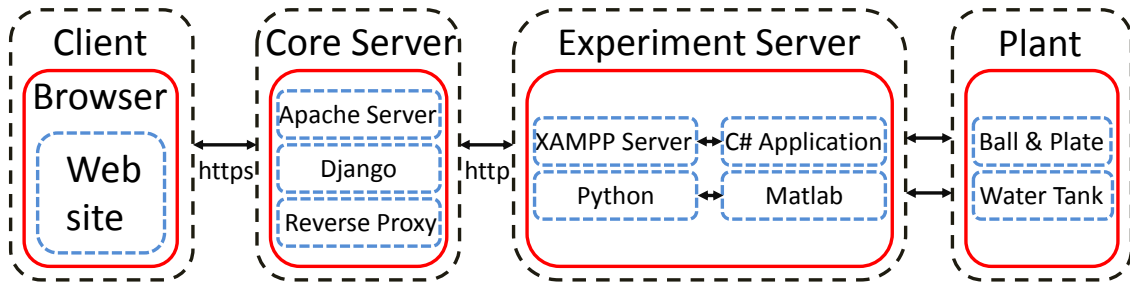 Client
Browser
Web
site
https
Core Server
Apache Server
Django
Reverse Proxy
http
Experiment Server
XAMPP Server
C# Application
Python
Matlab
Plant
Ball & Plate
Water Tank